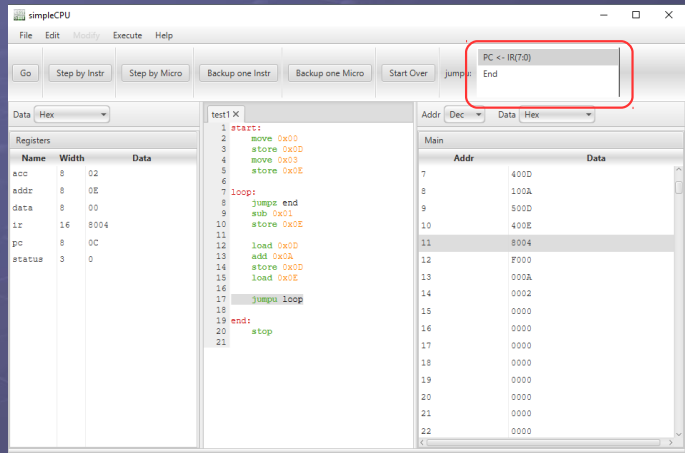 simpleCPU
File Edit Modify Execute Help
Go Step by Instr Step by Micro Backup one Instr Backup one Micro Start Over jumpu:
PC <- IR(7:0)
End
Data Hex
Registers
Name Width Data
acc 8 02
addr 8 0E
data 8 00
ir 16 8004
pc 8 0C
status 3 0
test1 X
1 start:
2 move 0x00
3 store 0x0D
4 move 0x03
5 store 0x0E
6
7 loop:
8 jumpz end
9 sub 0x01
10 store 0x0E
11
12 load 0x0D
13 add 0x0A
14 store 0x0D
15 load 0x0E
16
17 jumpu loop
18
19 end:
20 stop
21
Addr Dec Data Hex
Main
Addr Data
7 400D
8 100A
9 500D
10 400E
11 8004
12 F000
13 000A
14 0002
15 0000
16 0000
17 0000
18 0000
19 0000
20 0000
21 0000
22 0000